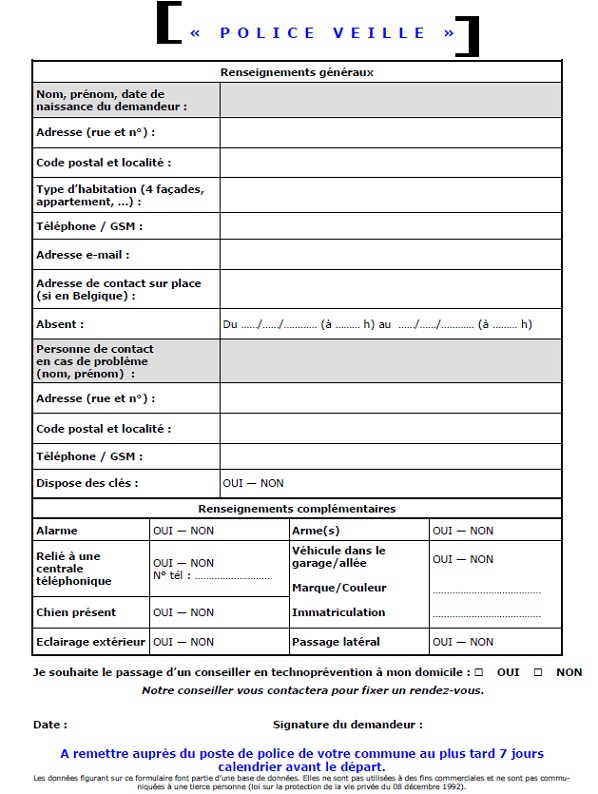 « POLICE VEILLE »
Renseignements généraux
Nom, prénom, date de
naissance du demandeur :
Adresse (rue et n°) :
Code postal et localité :
Type d’habitation (4 façades,
appartement, …) :
Téléphone / GSM :
Adresse e-mail :
Adresse de contact sur place
(si en Belgique) :
Absent :
Du ……/……/………… (à ……… h) au ……/……/………… (à ……… h)
Personne de contact
en cas de problème
(nom, prénom) :
Adresse (rue et n°) :
Code postal et localité :
Téléphone / GSM :
Dispose des clés :
OUI — NON
Renseignements complémentaires
Alarme
OUI — NON
Arme(s)
OUI — NON
Relié à une
centrale
téléphonique
OUI — NON
N° tél : ………………………
Véhicule dans le
garage/allée
OUI — NON
Marque/Couleur
…………………………………
Chien présent
OUI — NON
Immatriculation
…………………………………
Eclairage extérieur
OUI — NON
Passage latéral
OUI — NON
Je souhaite le passage d’un conseiller en technoprévention à mon domicile : ☐ OUI ☐ NON
Notre conseiller vous contactera pour fixer un rendez-vous.
Date :
Signature du demandeur :
A remettre auprès du poste de police de votre commune au plus tard 7 jours
calendrier avant le départ.
Les données figurant sur ce formulaire font partie d’une base de données. Elles ne sont pas utilisées à des fins commerciales et ne sont pas commu-
niquées à une tierce personne (loi sur la protection de la vie privée du 08 décembre 1992).